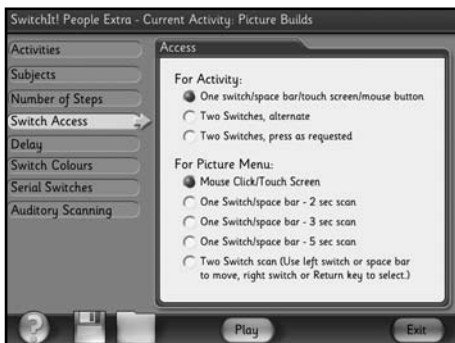 SwitchIt! People Extra - Current Activity: Picture Builds
Activities
Subjects
Number of Steps
Switch Access
Delay
Switch Colours
Serial Switches
Auditory Scanning
Access
For Activity:
One switch/space bar/touch screen/mouse button
Two Switches, alternate
Two Switches, press as requested
For Picture Menu:
Mouse Click/Touch Screen
One Switch/space bar - 2 sec scan
One Switch/space bar - 3 sec scan
One Switch/space bar - 5 sec scan
Two Switch scan (Use left switch or space bar
to move, right switch or Return key to select.)
?
Play
Exit